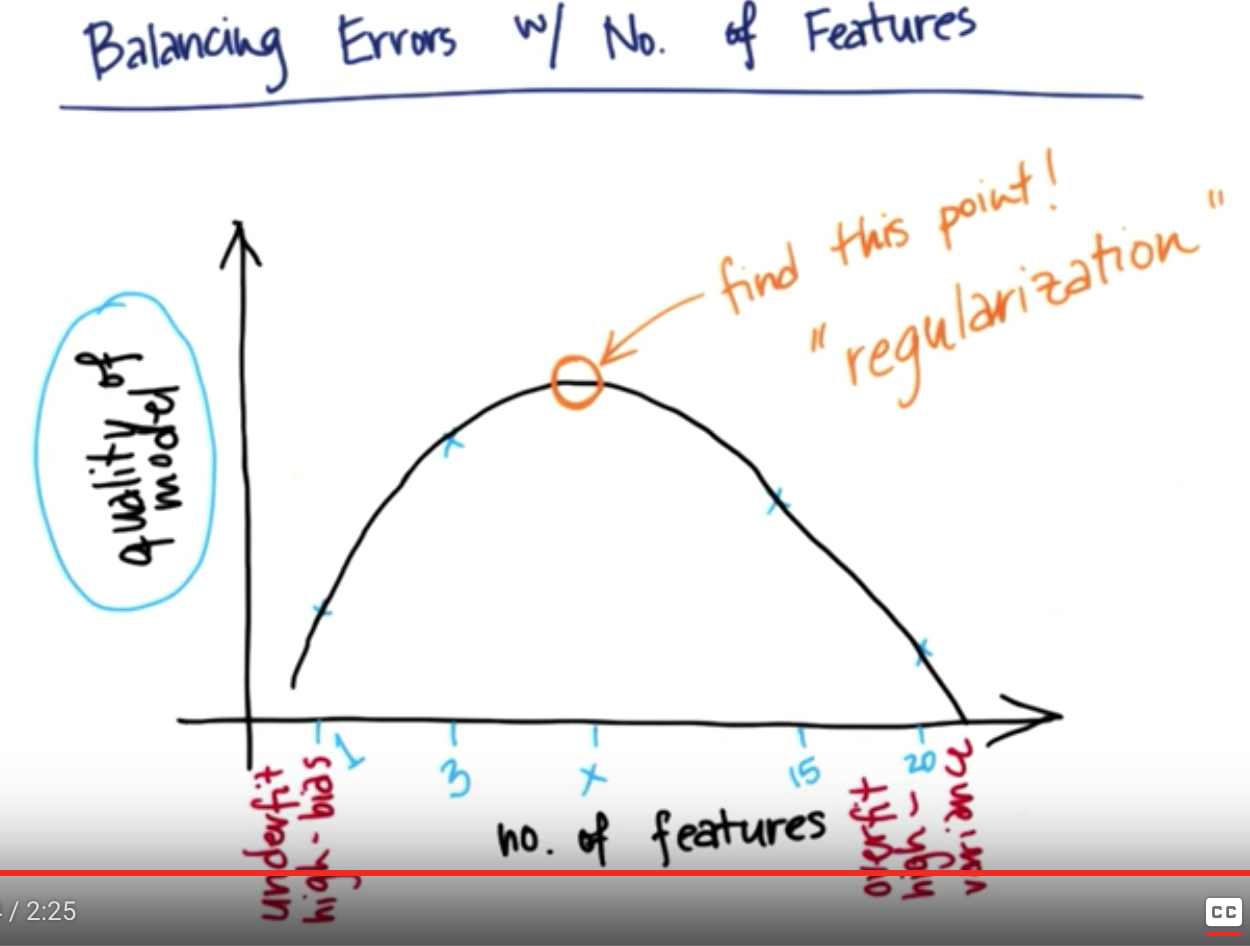 Balancing Errors w/ No. of Features
find this point!
"regularization"
quality of
model
1
3
x
15
20
underfit
high-bias
no. of features
overfit
high-
variance
/ 2:25
CC